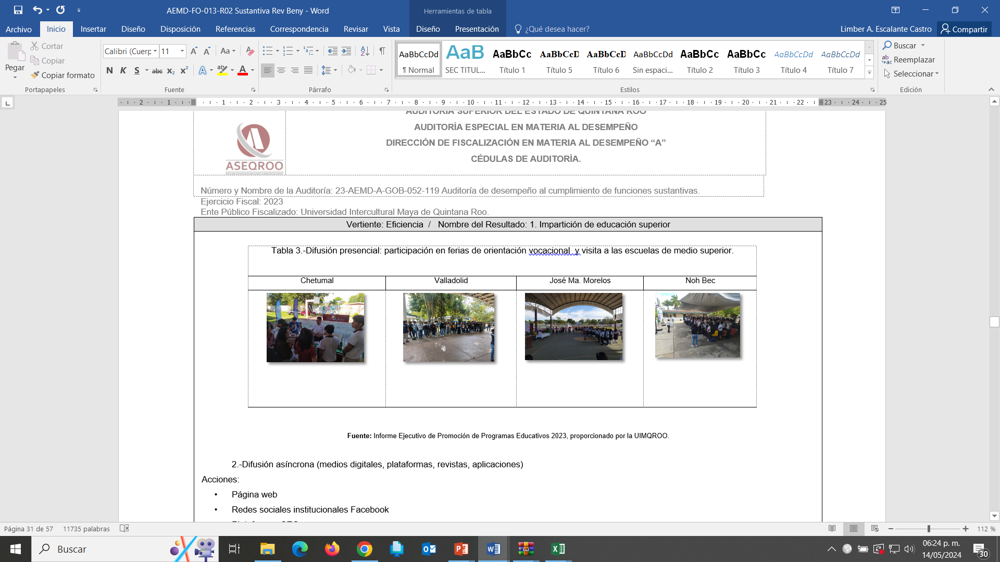 AEMD-FO-013-R02 Sustantiva Rev Beny - Word
Herramientas de tabla
Archivo Inicio Insertar Diseño Disposición Referencias Correspondencia Revisar Vista Diseño Presentación ¿Qué desea hacer? Limber A. Escalante Castro Compartir
Pegar
Cortar
Copiar
Copiar formato
Portapapeles
Calibri (Cuerp 11
N K S abc x₂ x²
Fuente
Párrafo
AaBbCcDd AaB AaBbCc AaBbCcD AaBbCcD AaBbCcDd AaBbCc AaBbCc AaBbCcDd AaBbCcDd
¶ Normal SEC TITUL... Título 1 Título 5 Título 6 Sin espaci... Título 2 Título 3 Título 4 Título 7
Estilos
Buscar
Reemplazar
Seleccionar
Edición
2 1 1 2 3 4 5 6 7 8 9 10 11 12 13 14 15 16 17 18 19 20 21 22 23 24 25
AUDITORÍA SUPERIOR DEL ESTADO DE QUINTANA ROO
AUDITORÍA ESPECIAL EN MATERIA AL DESEMPEÑO
DIRECCIÓN DE FISCALIZACIÓN EN MATERIA AL DESEMPEÑO “A”
CÉDULAS DE AUDITORÍA.
ASEQROO
Número y Nombre de la Auditoría: 23-AEMD-A-GOB-052-119 Auditoría de desempeño al cumplimiento de funciones sustantivas.
Ejercicio Fiscal: 2023
Ente Público Fiscalizado: Universidad Intercultural Maya de Quintana Roo.
Vertiente: Eficiencia / Nombre del Resultado: 1. Impartición de educación superior
Tabla 3.-Difusión presencial: participación en ferias de orientación vocacional y visita a las escuelas de medio superior.
Chetumal Valladolid José Ma. Morelos Noh Bec
Fuente: Informe Ejecutivo de Promoción de Programas Educativos 2023, proporcionado por la UIMQROO.
2.-Difusión asíncrona (medios digitales, plataformas, revistas, aplicaciones)
Acciones:
• Página web
• Redes sociales institucionales Facebook
Página 31 de 57 11735 palabras 112 %
Buscar
06:24 p. m.
14/05/2024
30